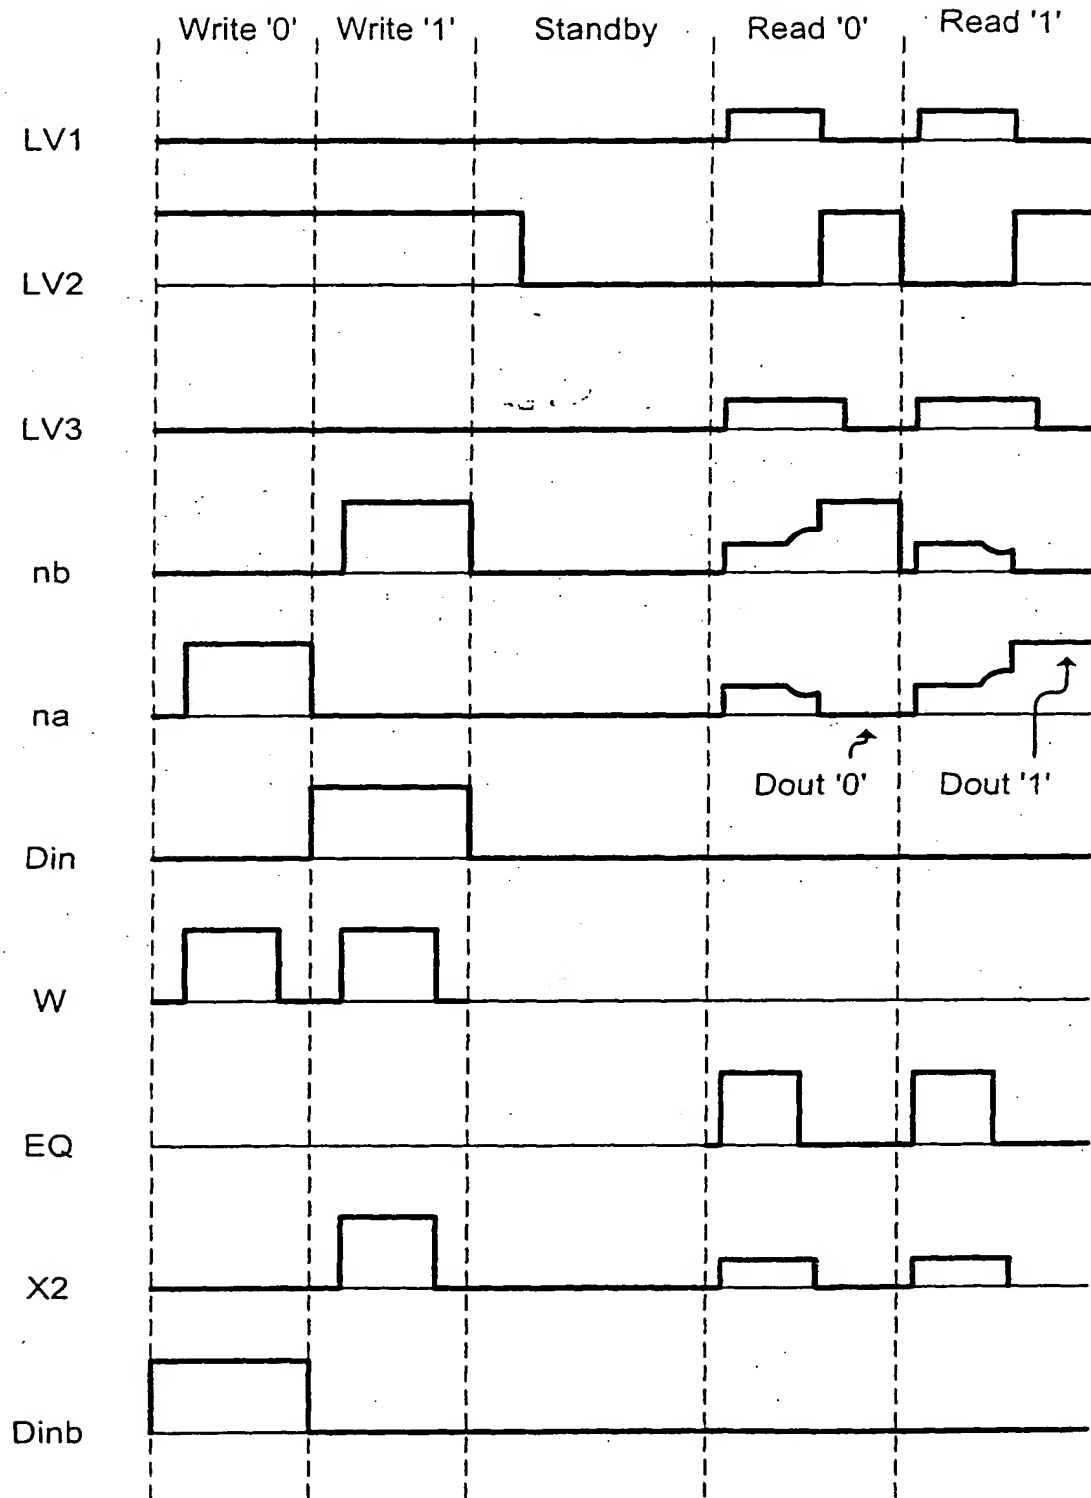 Write '0' Write '1' Standby Read '0' Read '1'
LV1
LV2
LV3
nb
na
Dout '0' Dout '1'
Din
W
EQ
X2
Dinb